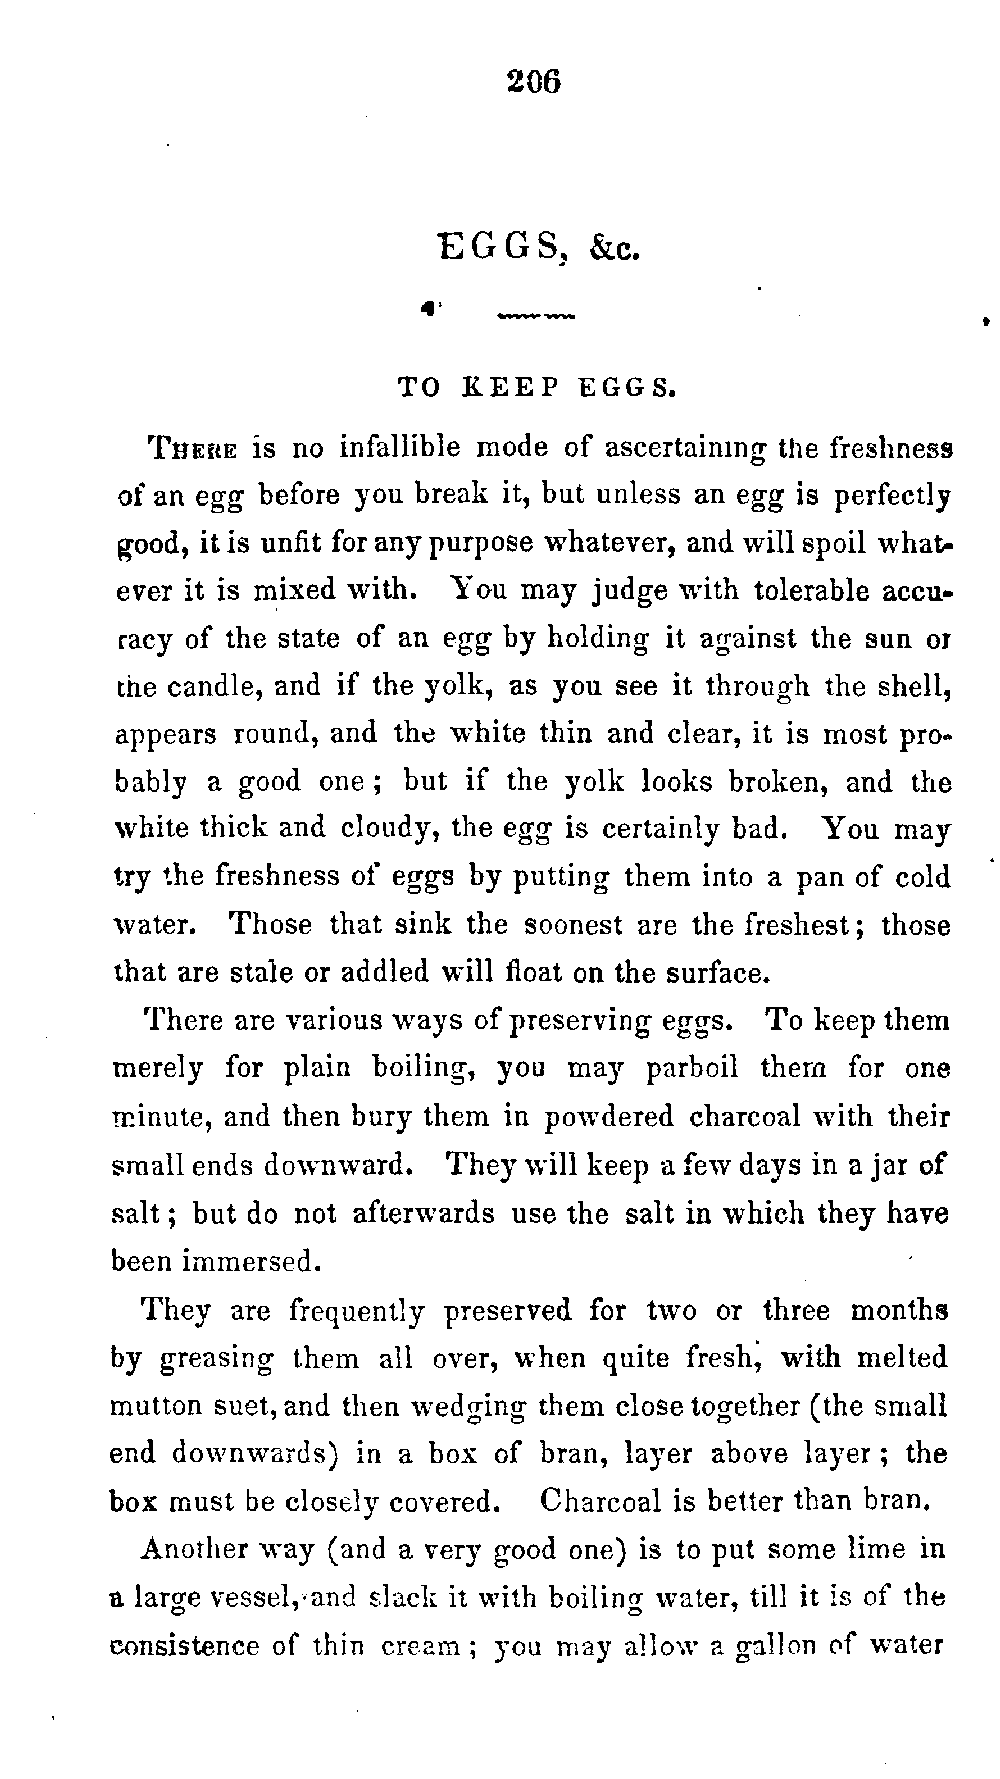 206
EGGS, &c.
TO KEEP EGGS.
THERE is no infallible mode of ascertaining the freshness
of an egg before you break it, but unless an egg is perfectly
good, it is unfit for any purpose whatever, and will spoil what-
ever it is mixed with. You may judge with tolerable accu-
racy of the state of an egg by holding it against the sun or
the candle, and if the yolk, as you see it through the shell,
appears round, and the white thin and clear, it is most pro-
bably a good one; but if the yolk looks broken, and the
white thick and cloudy, the egg is certainly bad. You may
try the freshness of eggs by putting them into a pan of cold
water. Those that sink the soonest are the freshest; those
that are stale or addled will float on the surface.
There are various ways of preserving eggs. To keep them
merely for plain boiling, you may parboil them for one
minute, and then bury them in powdered charcoal with their
small ends downward. They will keep a few days in a jar of
salt; but do not afterwards use the salt in which they have
been immersed.
They are frequently preserved for two or three months
by greasing them all over, when quite fresh, with melted
mutton suet, and then wedging them close together (the small
end downwards) in a box of bran, layer above layer; the
box must be closely covered. Charcoal is better than bran.
Another way (and a very good one) is to put some lime in
a large vessel, and slack it with boiling water, till it is of the
consistence of thin cream; you may allow a gallon of water